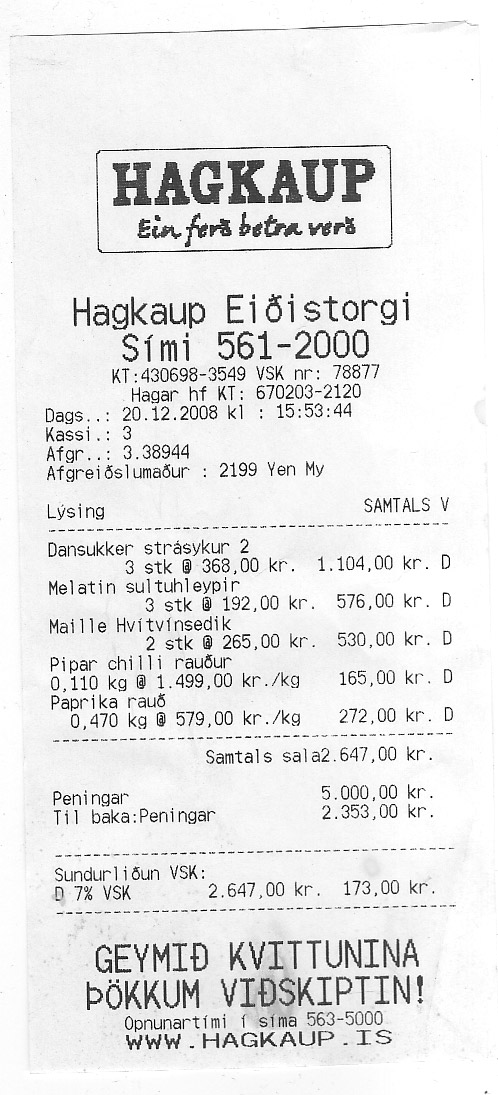 HAGKAUP
Ein ferð betra verð
Hagkaup Eiðistorgi
Sími 561-2000
KT:430698-3549 VSK nr: 78877
Hagar hf KT: 670203-2120
Dags..: 20.12.2008 kl : 15:53:44
Kassi.: 3
Afgr..: 3.38944
Afgreiðslumaður : 2199 Yen My
Lýsing SAMTALS V
Dansukker strásykur 2
3 stk @ 368,00 kr. 1.104,00 kr. D
Melatin sultuhleypir
3 stk @ 192,00 kr. 576,00 kr. D
Maille Hvítvínsedik
2 stk @ 265,00 kr. 530,00 kr. D
Pipar chilli rauður
0,110 kg @ 1.499,00 kr./kg 165,00 kr. D
Paprika rauð
0,470 kg @ 579,00 kr./kg 272,00 kr. D
Samtals sala2.647,00 kr.
Peningar 5.000,00 kr.
Til baka:Peningar 2.353,00 kr.
Sundurliðun VSK:
D 7% VSK 2.647,00 kr. 173,00 kr.
GEYMIÐ KVITTUNINA
ÞÖKKUM VIÐSKIPTIN!
Opnunartími í síma 563-5000
WWW.HAGKAUP.IS